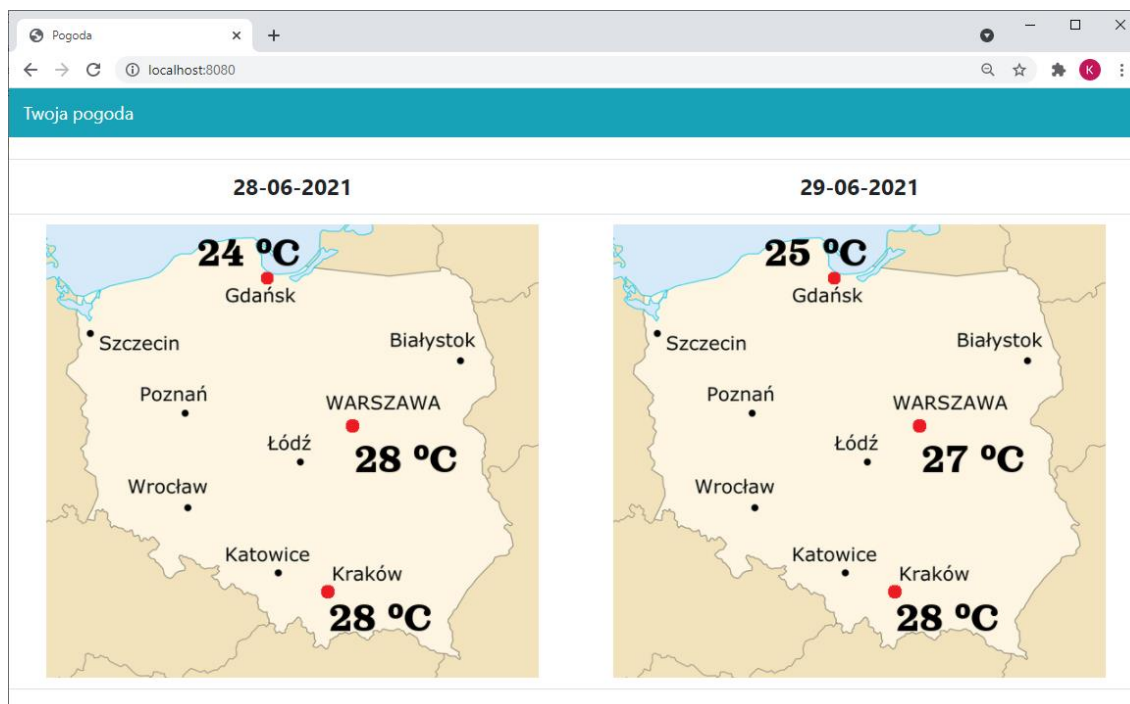 Pogoda
localhost:8080
K
Twoja pogoda
28-06-2021
29-06-2021
24 ºC
Gdańsk
Szczecin
Białystok
Poznań
WARSZAWA
Łódź
28 ºC
Wrocław
Katowice
Kraków
28 ºC
25 ºC
Gdańsk
Szczecin
Białystok
Poznań
WARSZAWA
Łódź
27 ºC
Wrocław
Katowice
Kraków
28 ºC